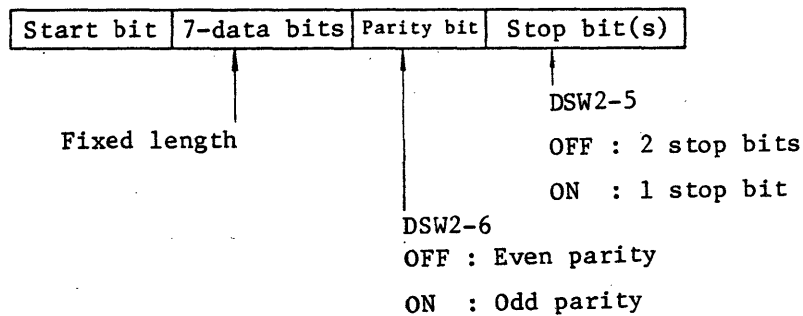 Start bit 7-data bits Parity bit Stop bit(s)
Fixed length
DSW2-5
OFF : 2 stop bits
ON : 1 stop bit
DSW2-6
OFF : Even parity
ON : Odd parity